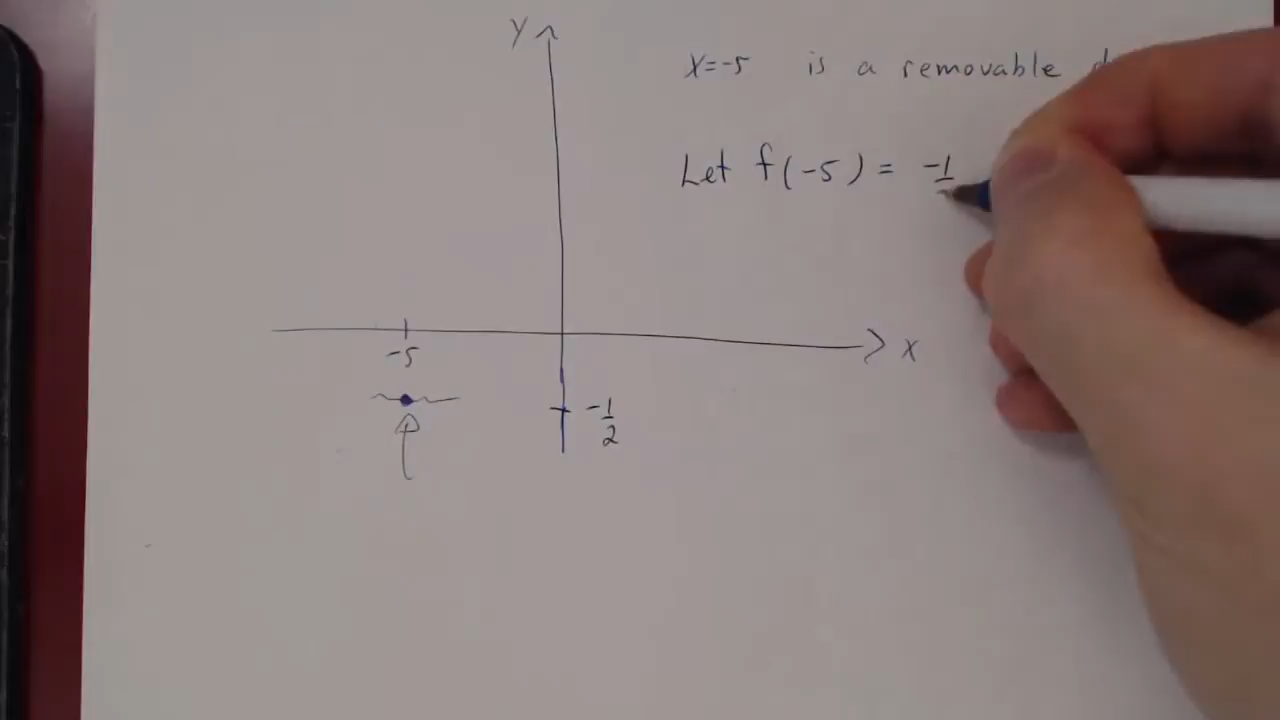 y
x=-5 is a removable
Let f(-5) = -1
-5
x
-1/2